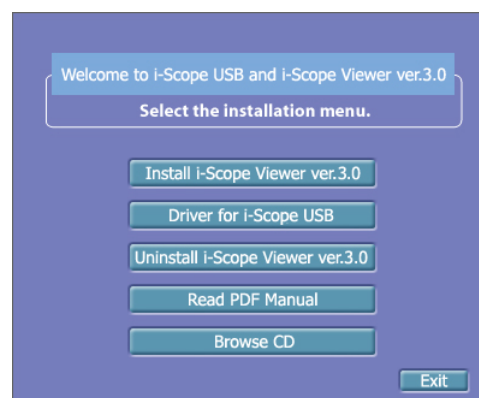 Welcome to i-Scope USB and i-Scope Viewer ver.3.0
Select the installation menu.
Install i-Scope Viewer ver.3.0
Driver for i-Scope USB
Uninstall i-Scope Viewer ver.3.0
Read PDF Manual
Browse CD
Exit